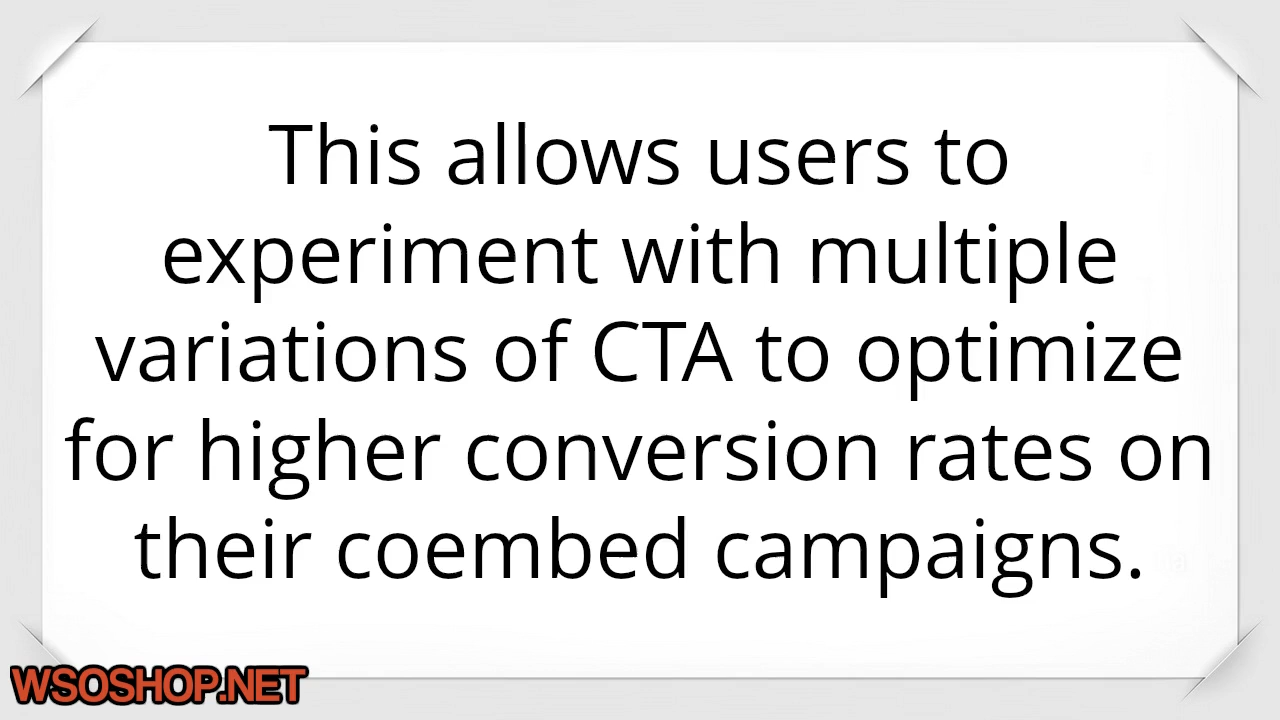 This allows users to
experiment with multiple
variations of CTA to optimize
for higher conversion rates on
their coembed campaigns.
WSOSHOP.NET